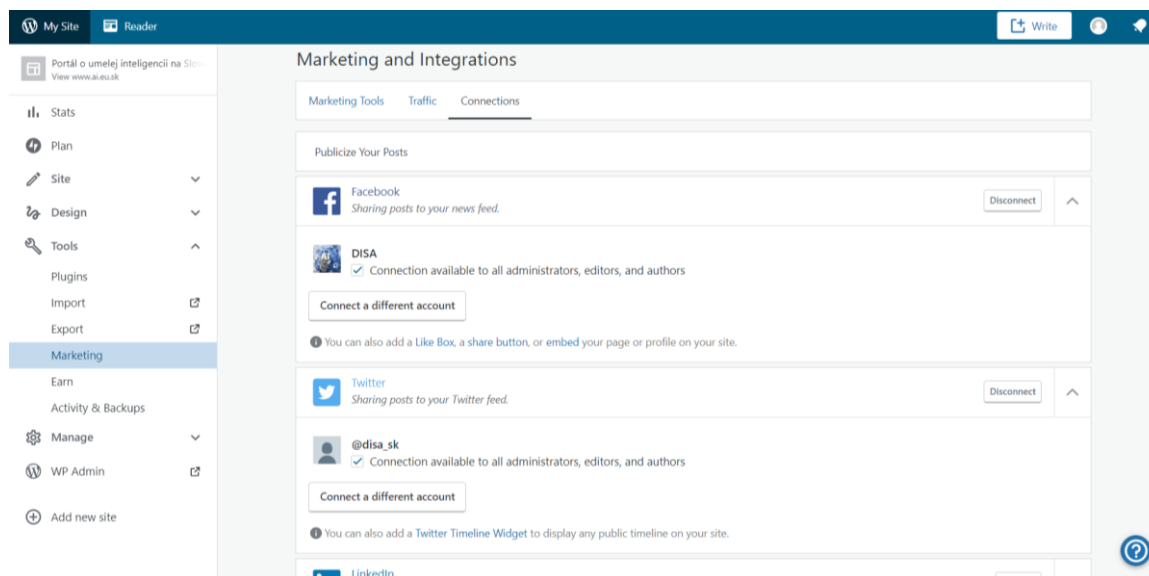 My Site
Reader
Write
Portál o umelej inteligencii na Slov
View www.ai.eu.sk
Stats
Plan
Site
Design
Tools
Plugins
Import
Export
Marketing
Earn
Activity & Backups
Manage
WP Admin
Add new site
Marketing and Integrations
Marketing Tools
Traffic
Connections
Publicize Your Posts
Facebook
Sharing posts to your news feed.
Disconnect
DISA
Connection available to all administrators, editors, and authors
Connect a different account
You can also add a Like Box, a share button, or embed your page or profile on your site.
Twitter
Sharing posts to your Twitter feed.
Disconnect
@disa_sk
Connection available to all administrators, editors, and authors
Connect a different account
You can also add a Twitter Timeline Widget to display any public timeline on your site.
LinkedIn